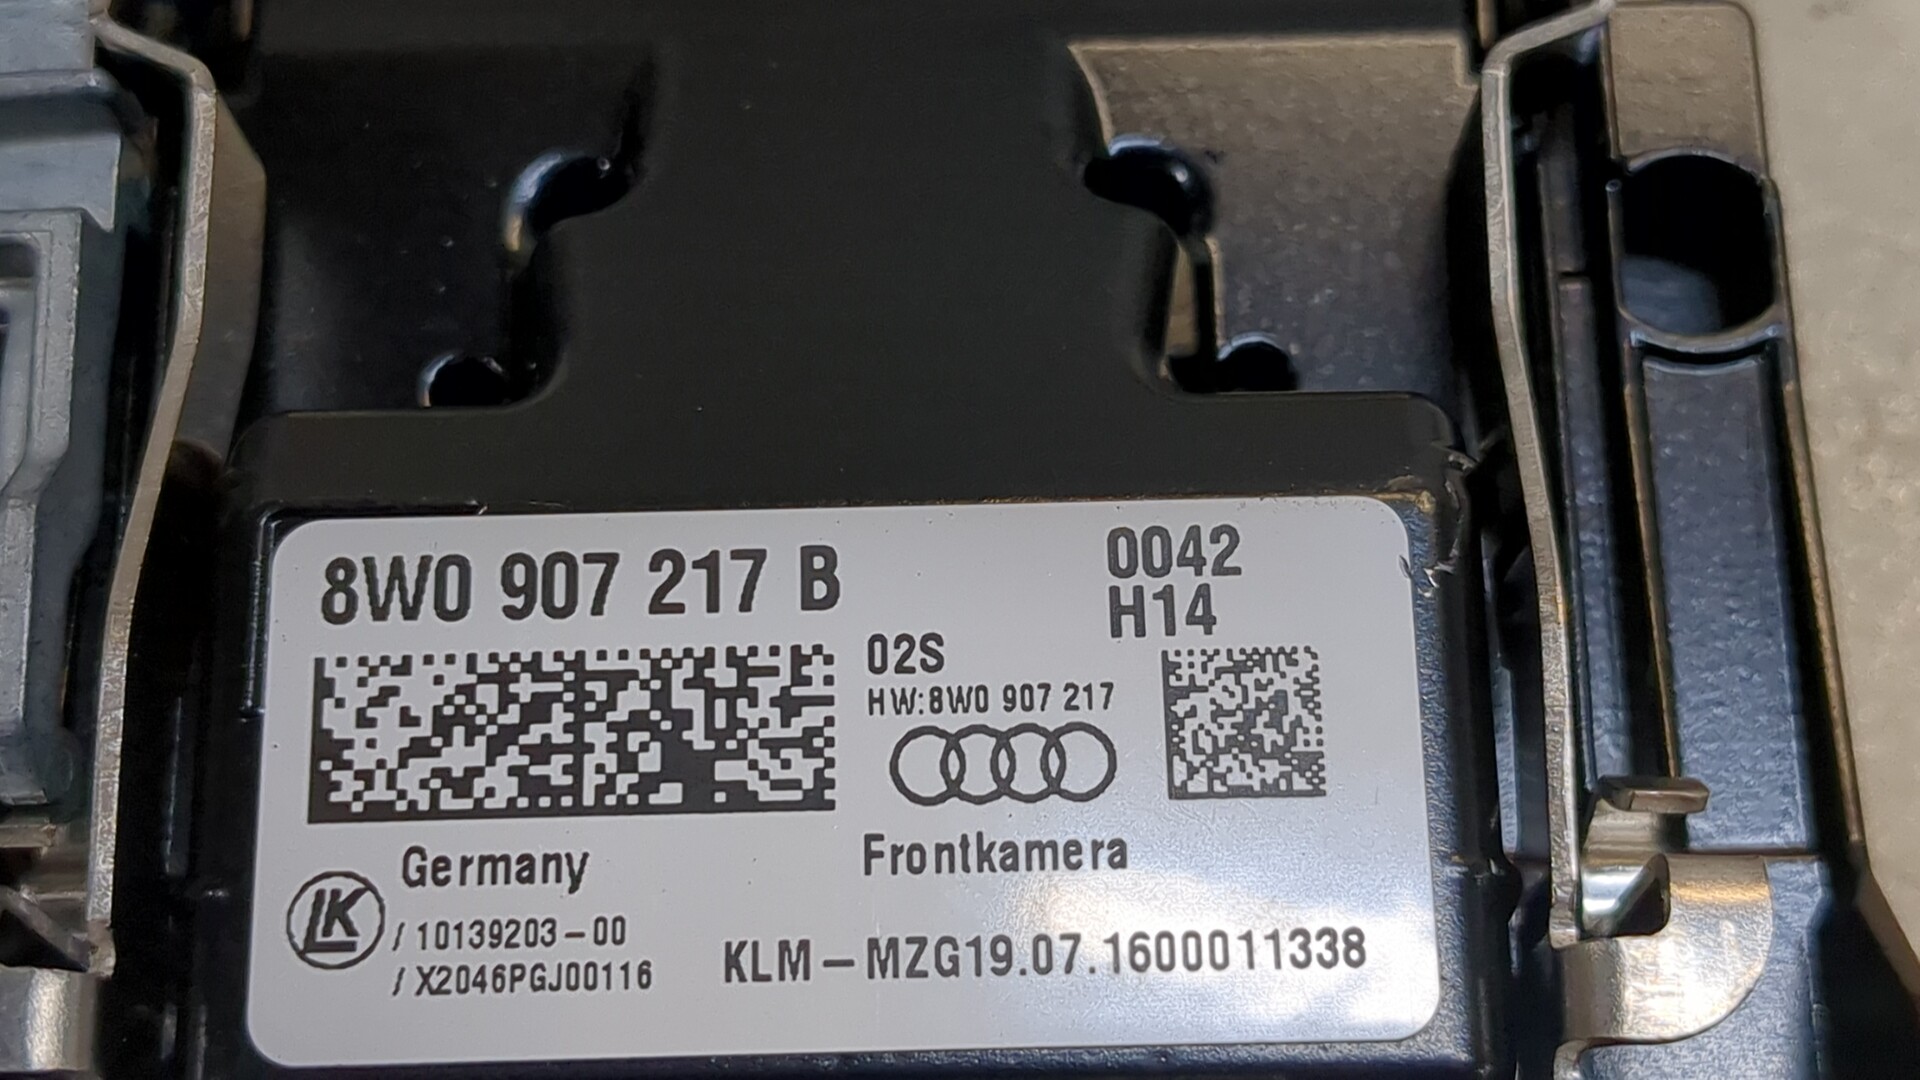 8W0 907 217 B
0042
H14
02S
HW:8W0 907 217
Germany
Frontkamera
LK
/ 10139203-00
/ X2046PGJ00116
KLM-MZG19.07.1600011338